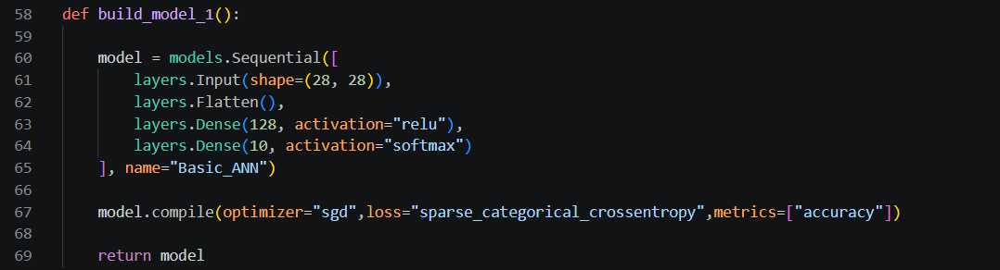 58 def build_model_1():
59
60     model = models.Sequential([
61         layers.Input(shape=(28, 28)),
62         layers.Flatten(),
63         layers.Dense(128, activation="relu"),
64         layers.Dense(10, activation="softmax")
65     ], name="Basic_ANN")
66
67     model.compile(optimizer="sgd",loss="sparse_categorical_crossentropy",metrics=["accuracy"])
68
69     return model